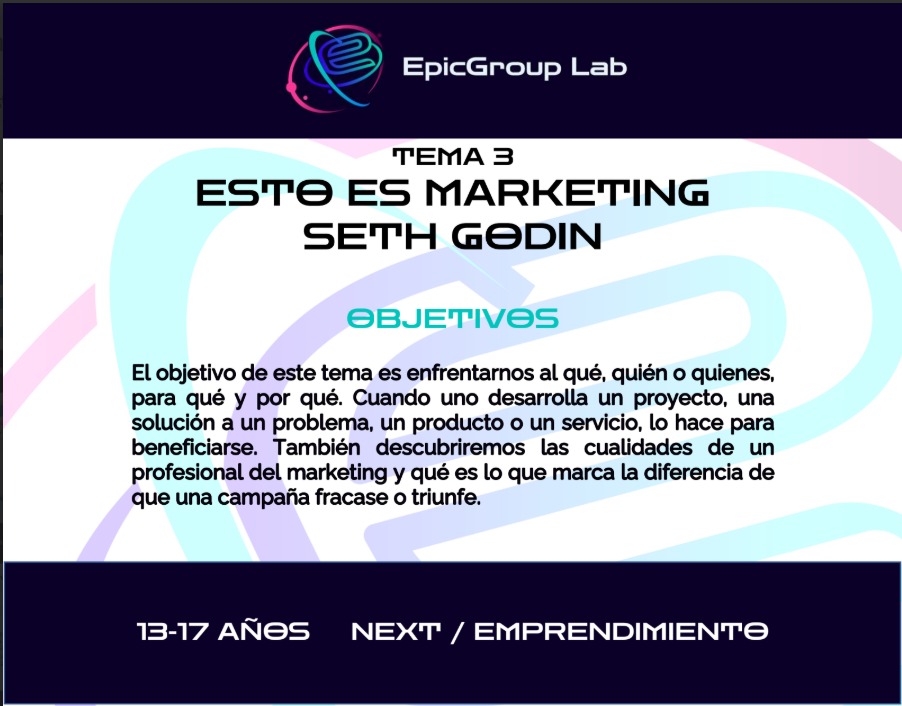 EpicGroup Lab
TEMA 3
ESTO ES MARKETING
SETH GODIN
OBJETIVOS
El objetivo de este tema es enfrentarnos al qué, quién o quienes,
para qué y por qué. Cuando uno desarrolla un proyecto, una
solución a un problema, un producto o un servicio, lo hace para
beneficiarse. También descubriremos las cualidades de un
profesional del marketing y qué es lo que marca la diferencia de
que una campaña fracase o triunfe.
13-17 AÑOS NEXT / EMPRENDIMIENTO